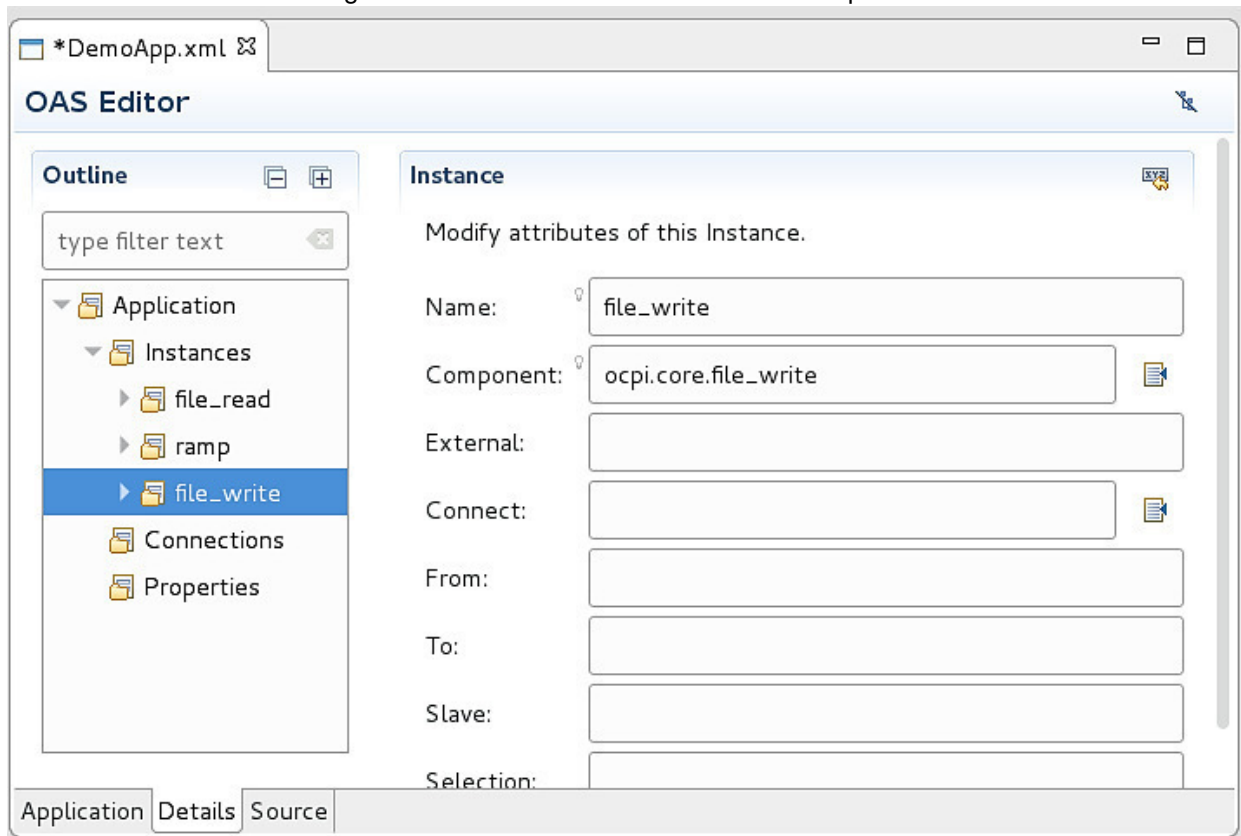 *DemoApp.xml
OAS Editor
Outline
type filter text
Application
Instances
file_read
ramp
file_write
Connections
Properties
Instance
Modify attributes of this Instance.
Name: file_write
Component: ocpi.core.file_write
External:
Connect:
From:
To:
Slave:
Selection:
Application Details Source